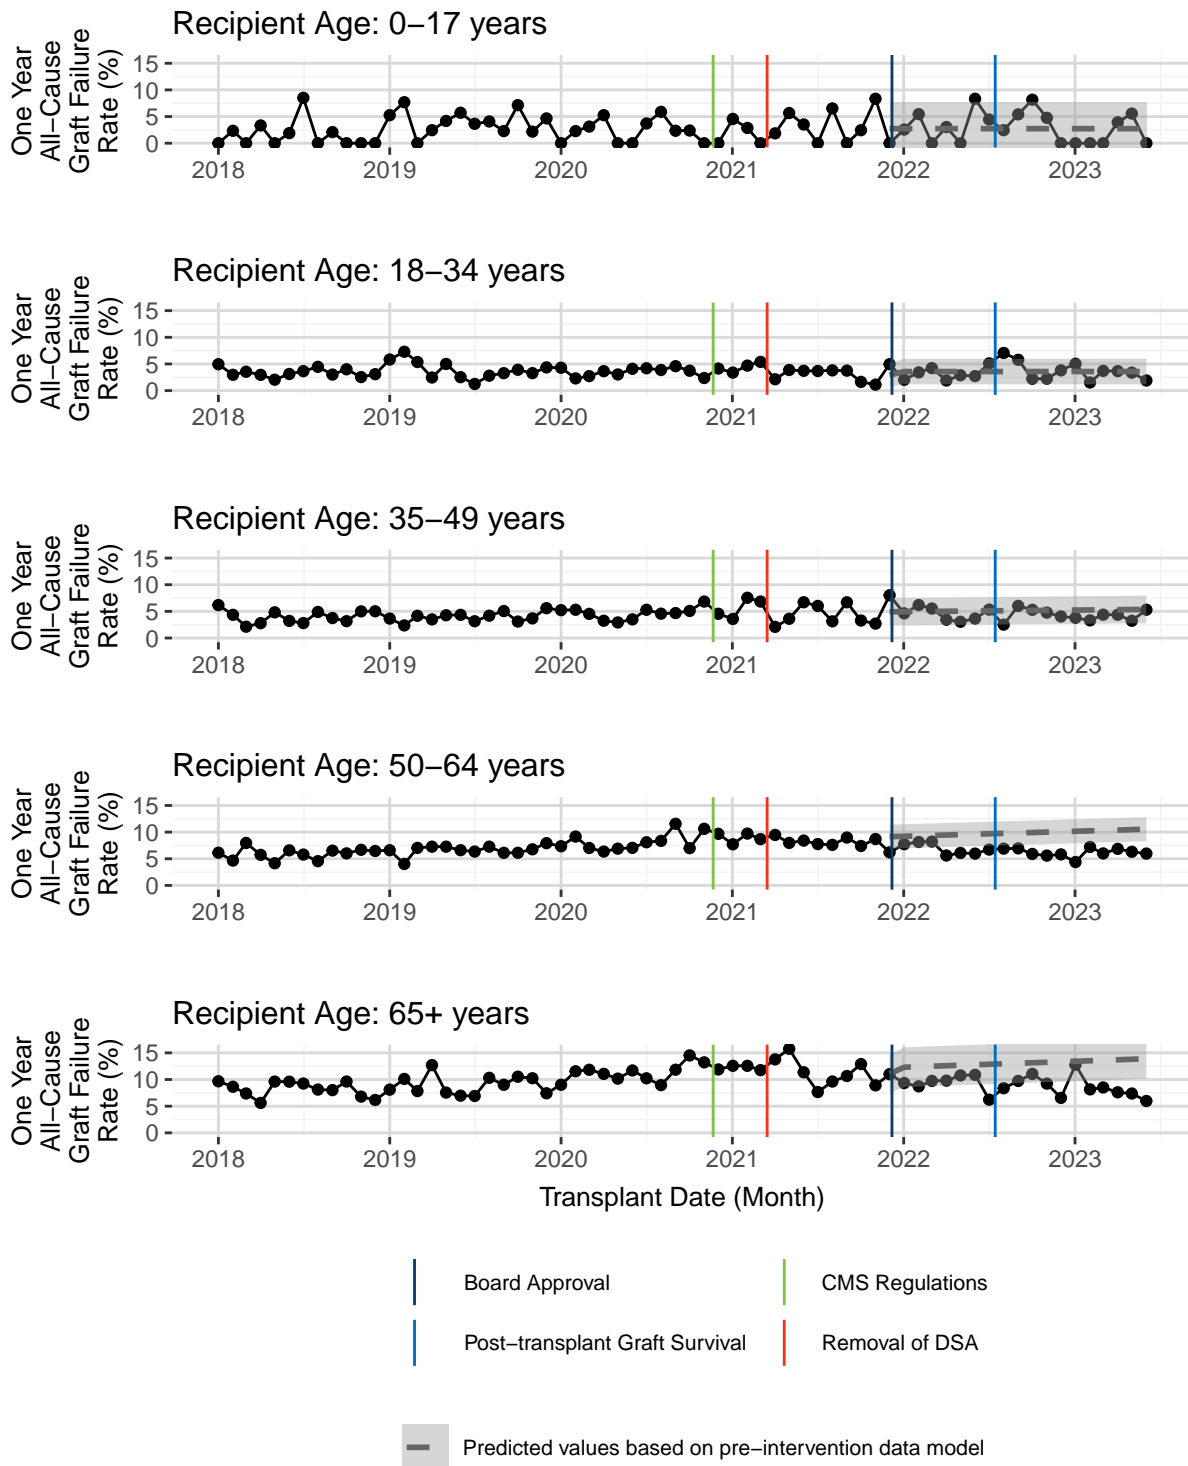 Recipient Age: 0–17 years
One Year
All–Cause
Graft Failure
Rate (%)
15
10
5
0
2018 2019 2020 2021 2022 2023
Recipient Age: 18–34 years
One Year
All–Cause
Graft Failure
Rate (%)
15
10
5
0
2018 2019 2020 2021 2022 2023
Recipient Age: 35–49 years
One Year
All–Cause
Graft Failure
Rate (%)
15
10
5
0
2018 2019 2020 2021 2022 2023
Recipient Age: 50–64 years
One Year
All–Cause
Graft Failure
Rate (%)
15
10
5
0
2018 2019 2020 2021 2022 2023
Recipient Age: 65+ years
One Year
All–Cause
Graft Failure
Rate (%)
15
10
5
0
2018 2019 2020 2021 2022 2023
Transplant Date (Month)
Board Approval
CMS Regulations
Post–transplant Graft Survival
Removal of DSA
Predicted values based on pre–intervention data model